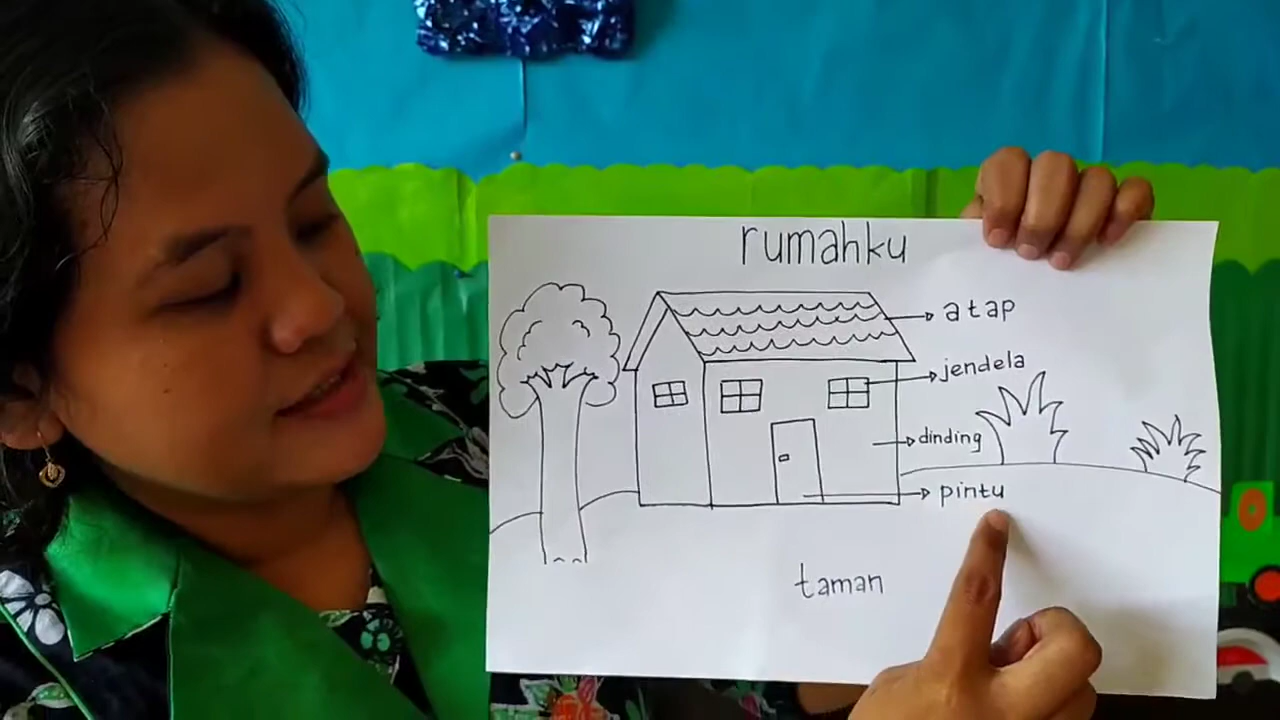 rumahku
atap
jendela
dinding
pintu
taman